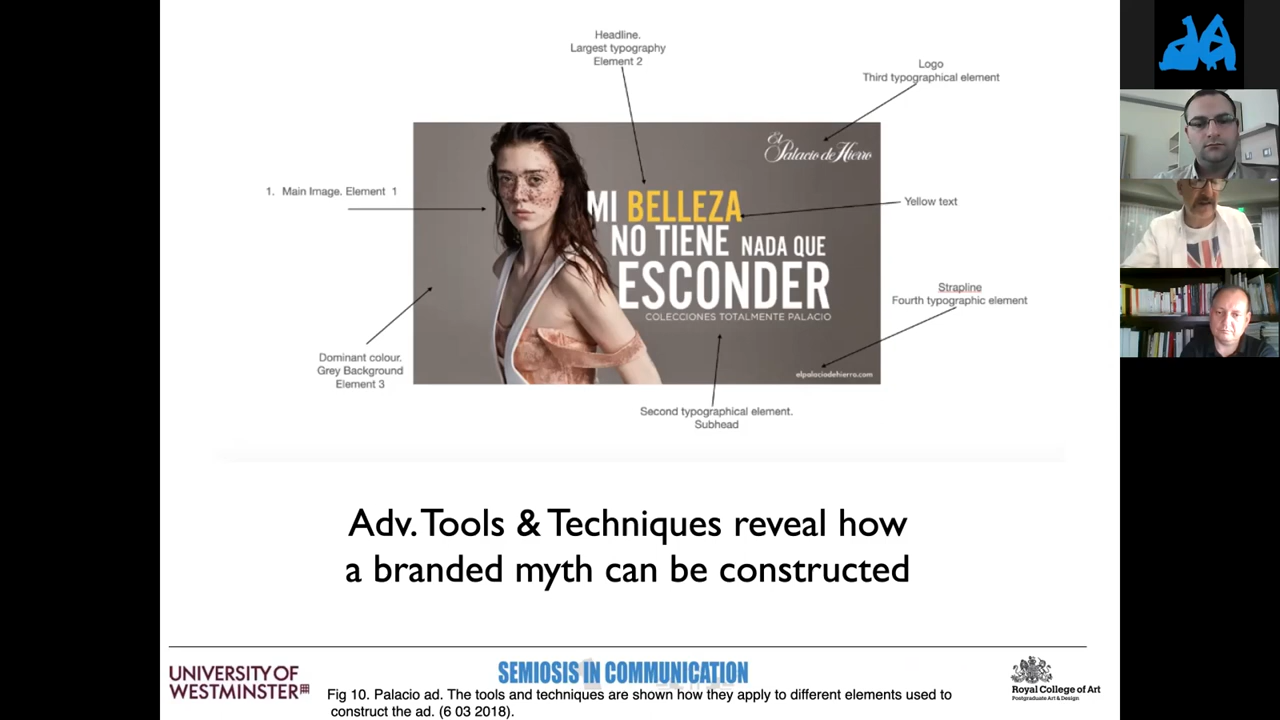 Headline.
Largest typography
Element 2
Logo
Third typographical element
El
Palacio de Hierro
1. Main Image. Element 1
MI BELLEZA
NO TIENE NADA QUE
ESCONDER
COLECCIONES TOTALMENTE PALACIO
Yellow text
Strapline
Fourth typographic element
elpalaciodehierro.com
Dominant colour.
Grey Background
Element 3
Second typographical element.
Subhead
Adv. Tools & Techniques reveal how
a branded myth can be constructed
UNIVERSITY OF
WESTMINSTER
SEMIOSIS IN COMMUNICATION
Royal College of Art
Postgraduate Art & Design
Fig 10. Palacio ad. The tools and techniques are shown how they apply to different elements used to
construct the ad. (6 03 2018).